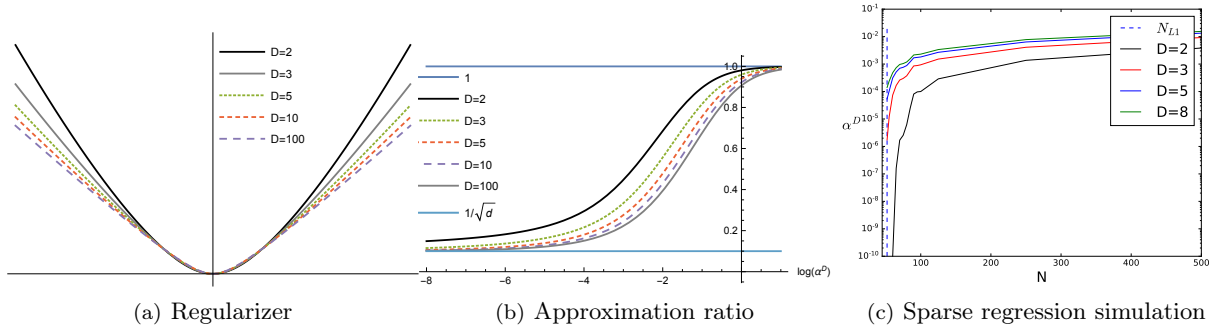 D=2
D=3
D=5
D=10
D=100
(a) Regularizer
1
D=2
D=3
D=5
D=10
D=100
1/√d
1.0
0.8
0.6
0.4
0.2
-8
-6
-4
-2
0
log(α^D)
(b) Approximation ratio
10^-1
10^-2
10^-3
10^-4
α^D
10^-5
10^-6
10^-7
10^-8
10^-9
10^-10
100
200
300
400
500
N
N_{L1}
D=2
D=3
D=5
D=8
(c) Sparse regression simulation